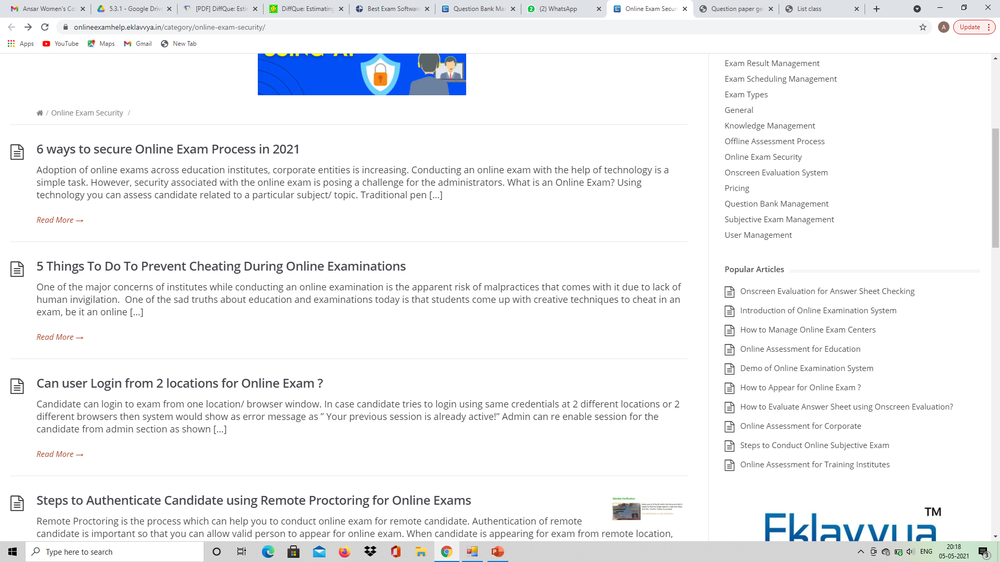 Ansar Women's Co
5.3.1 - Google Drive
[PDF] DiffQue: Estin
DiffQue: Estimating
Best Exam Software
Question Bank Ma
(2) WhatsApp
Online Exam Secur
Question paper ge
List class
onlineexamhelp.eklavvya.in/category/online-exam-security/
A
Update
Apps
YouTube
Maps
Gmail
New Tab
USING AI
/ Online Exam Security /
6 ways to secure Online Exam Process in 2021
Adoption of online exams across education institutes, corporate entities is increasing. Conducting an online exam with the help of technology is a
simple task. However, security associated with the online exam is posing a challenge for the administrators. What is an Online Exam? Using
technology you can assess candidate related to a particular subject/ topic. Traditional pen [...]
Read More →
5 Things To Do To Prevent Cheating During Online Examinations
One of the major concerns of institutes while conducting an online examination is the apparent risk of malpractices that comes with it due to lack of
human invigilation.  One of the sad truths about education and examinations today is that students come up with creative techniques to cheat in an
exam, be it an online [...]
Read More →
Can user Login from 2 locations for Online Exam ?
Candidate can login to exam from one location/ browser window. In case candidate tries to login using same credentials at 2 different locations or 2
different browsers then system would show as error message as ” Your previous session is already active!” Admin can re enable session for the
candidate from admin section as shown [...]
Read More →
Steps to Authenticate Candidate using Remote Proctoring for Online Exams
Identity Verification
Remote Proctoring is the process which can help you to conduct online exam for remote candidate. Authentication of remote
candidate is important so that you can allow valid person to appear for online exam. When candidate is appearing for exam from remote location,
Exam Result Management
Exam Scheduling Management
Exam Types
General
Knowledge Management
Offline Assessment Process
Online Exam Security
Onscreen Evaluation System
Pricing
Question Bank Management
Subjective Exam Management
User Management
Popular Articles
Onscreen Evaluation for Answer Sheet Checking
Introduction of Online Examination System
How to Manage Online Exam Centers
Online Assessment for Education
Demo of Online Examination System
How to Appear for Online Exam ?
How to Evaluate Answer Sheet using Onscreen Evaluation?
Online Assessment for Corporate
Steps to Conduct Online Subjective Exam
Online Assessment for Training Institutes
Eklavvya
TM
Type here to search
ENG
20:18
05-05-2021
3